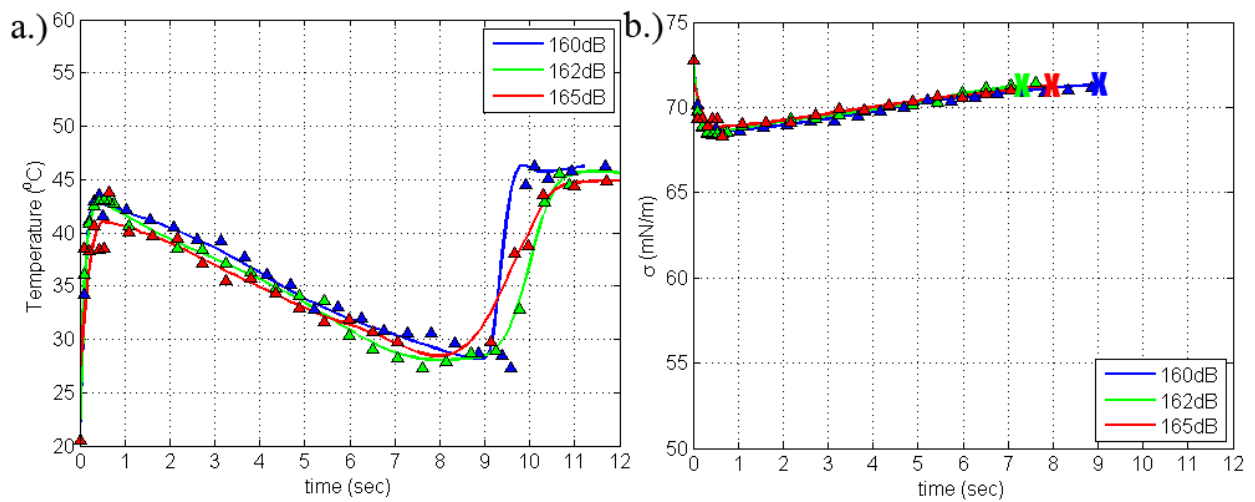 a.)
60
55
50
45
40
35
30
25
20
Temperature (⁰C)
160dB
162dB
165dB
0 1 2 3 4 5 6 7 8 9 10 11 12
time (sec)
b.)
75
70
65
60
55
50
σ (mN/m)
160dB
162dB
165dB
0 1 2 3 4 5 6 7 8 9 10 11 12
time (sec)